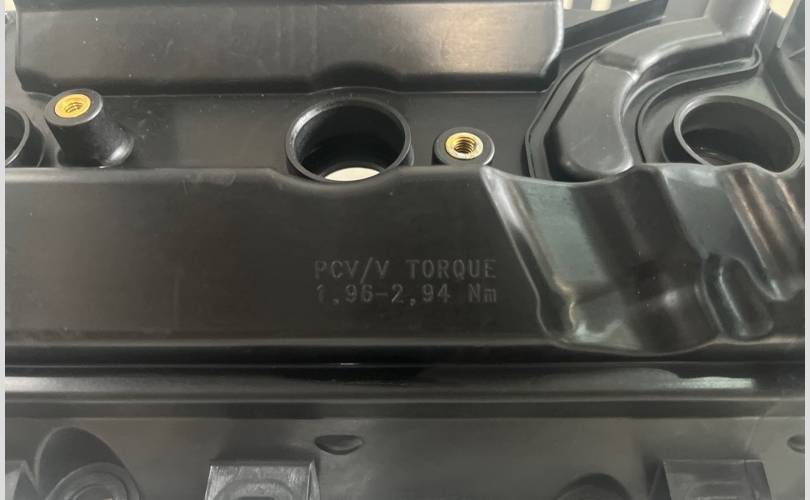 PCV/V TORQUE
1,96-2,94 Nm